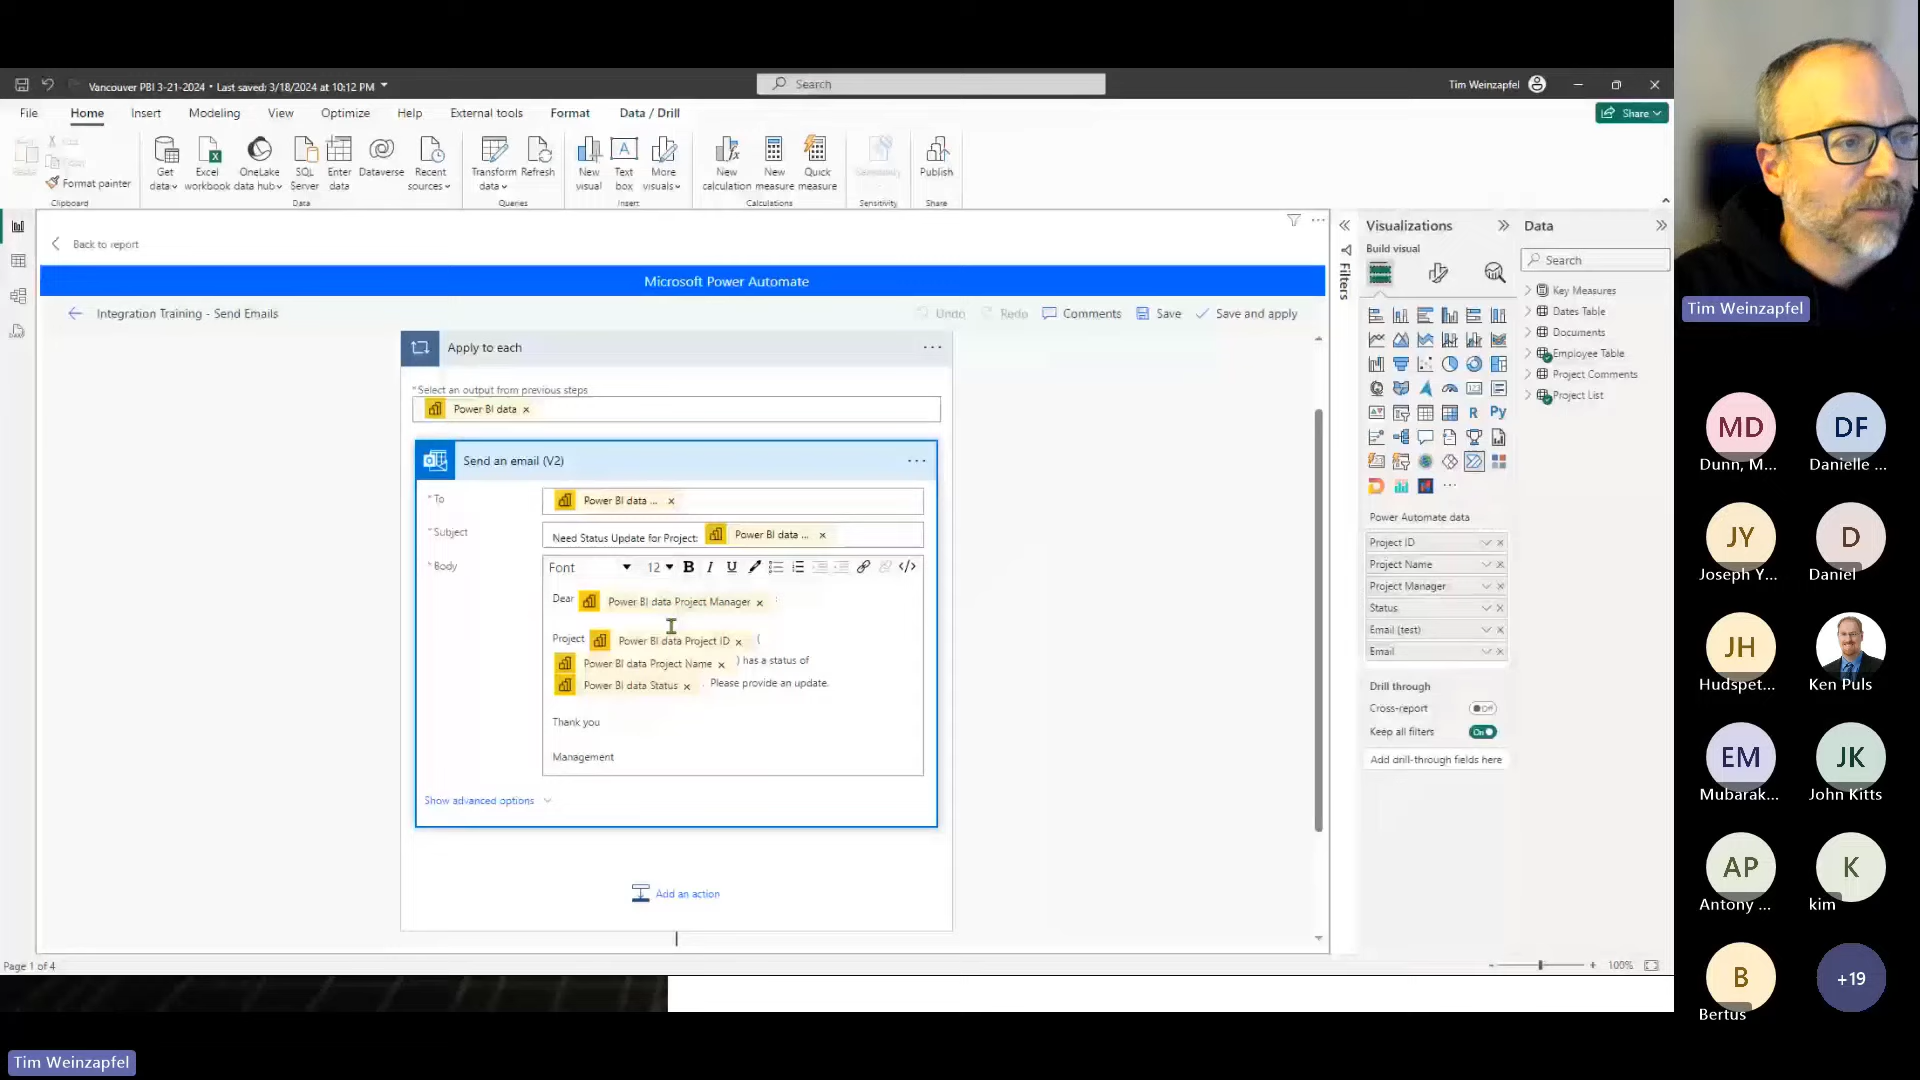 Vancouver PBI 3-21-2024 • Last saved: 3/18/2024 at 10:12 PM
Search
Tim Weinzapfel
File Home Insert Modeling View Optimize Help External tools Format Data / Drill
Share
Format painter
Clipboard
Get data
Excel workbook
OneLake data hub
SQL Server
Enter data
Dataverse
Recent sources
Data
Transform data
Refresh
Queries
New visual
Text box
More visuals
Insert
New calculation
New measure
Quick measure
Calculations
Sensitivity
Sensitivity
Publish
Share
Back to report
Microsoft Power Automate
Integration Training - Send Emails
Undo Redo Comments Save Save and apply
Apply to each
* Select an output from previous steps
Power BI data ×
Send an email (V2)
* To
Power BI data ... ×
* Subject
Need Status Update for Project: Power BI data ... ×
* Body
Font 12 B I U
Dear Power BI data Project Manager × :
Project Power BI data Project ID × (
Power BI data Project Name × ) has a status of
Power BI data Status × . Please provide an update.
Thank you
Management
Show advanced options
Add an action
Filters
Visualizations
Build visual
R Py
Power Automate data
Project ID
Project Name
Project Manager
Status
Email (test)
Email
Drill through
Cross-report Off
Keep all filters On
Add drill-through fields here
Data
Search
Key Measures
Dates Table
Documents
Employee Table
Project Comments
Project List
Page 1 of 4
100%
Tim Weinzapfel
MD
Dunn, M...
DF
Danielle ...
JY
Joseph Y...
D
Daniel
JH
Hudspet...
Ken Puls
EM
Mubarak...
JK
John Kitts
AP
Antony ...
K
kim
B
Bertus
+19
Tim Weinzapfel